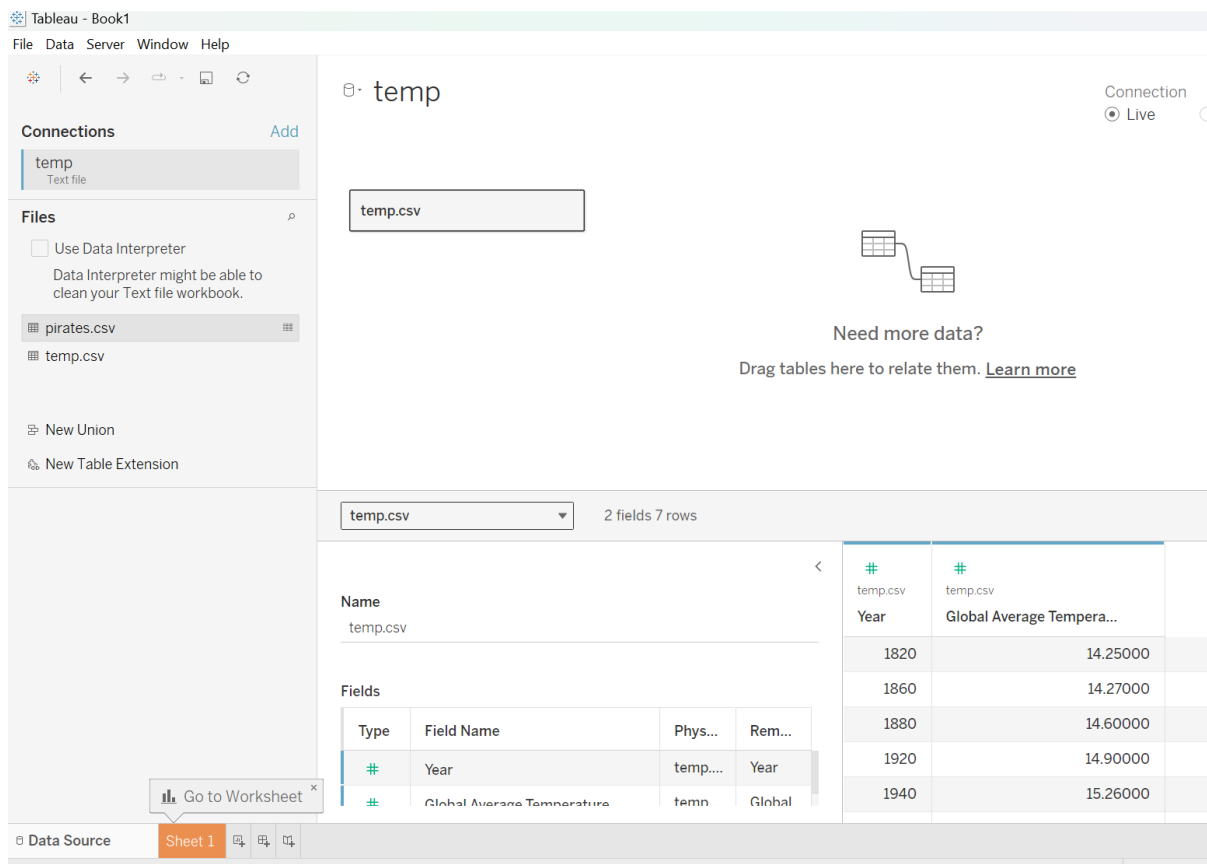 Tableau - Book1
File Data Server Window Help
Connections Add
temp
Text file
Files
Use Data Interpreter
Data Interpreter might be able to
clean your Text file workbook.
pirates.csv
temp.csv
New Union
New Table Extension
Go to Worksheet
temp
Connection
Live
temp.csv
Need more data?
Drag tables here to relate them. Learn more
temp.csv 2 fields 7 rows
Name
temp.csv
Fields
Type Field Name Phys... Rem...
# Year temp.... Year
# Global Average Temperature temp Global
# #
temp.csv temp.csv
Year Global Average Tempera...
1820 14.25000
1860 14.27000
1880 14.60000
1920 14.90000
1940 15.26000
Data Source Sheet 1